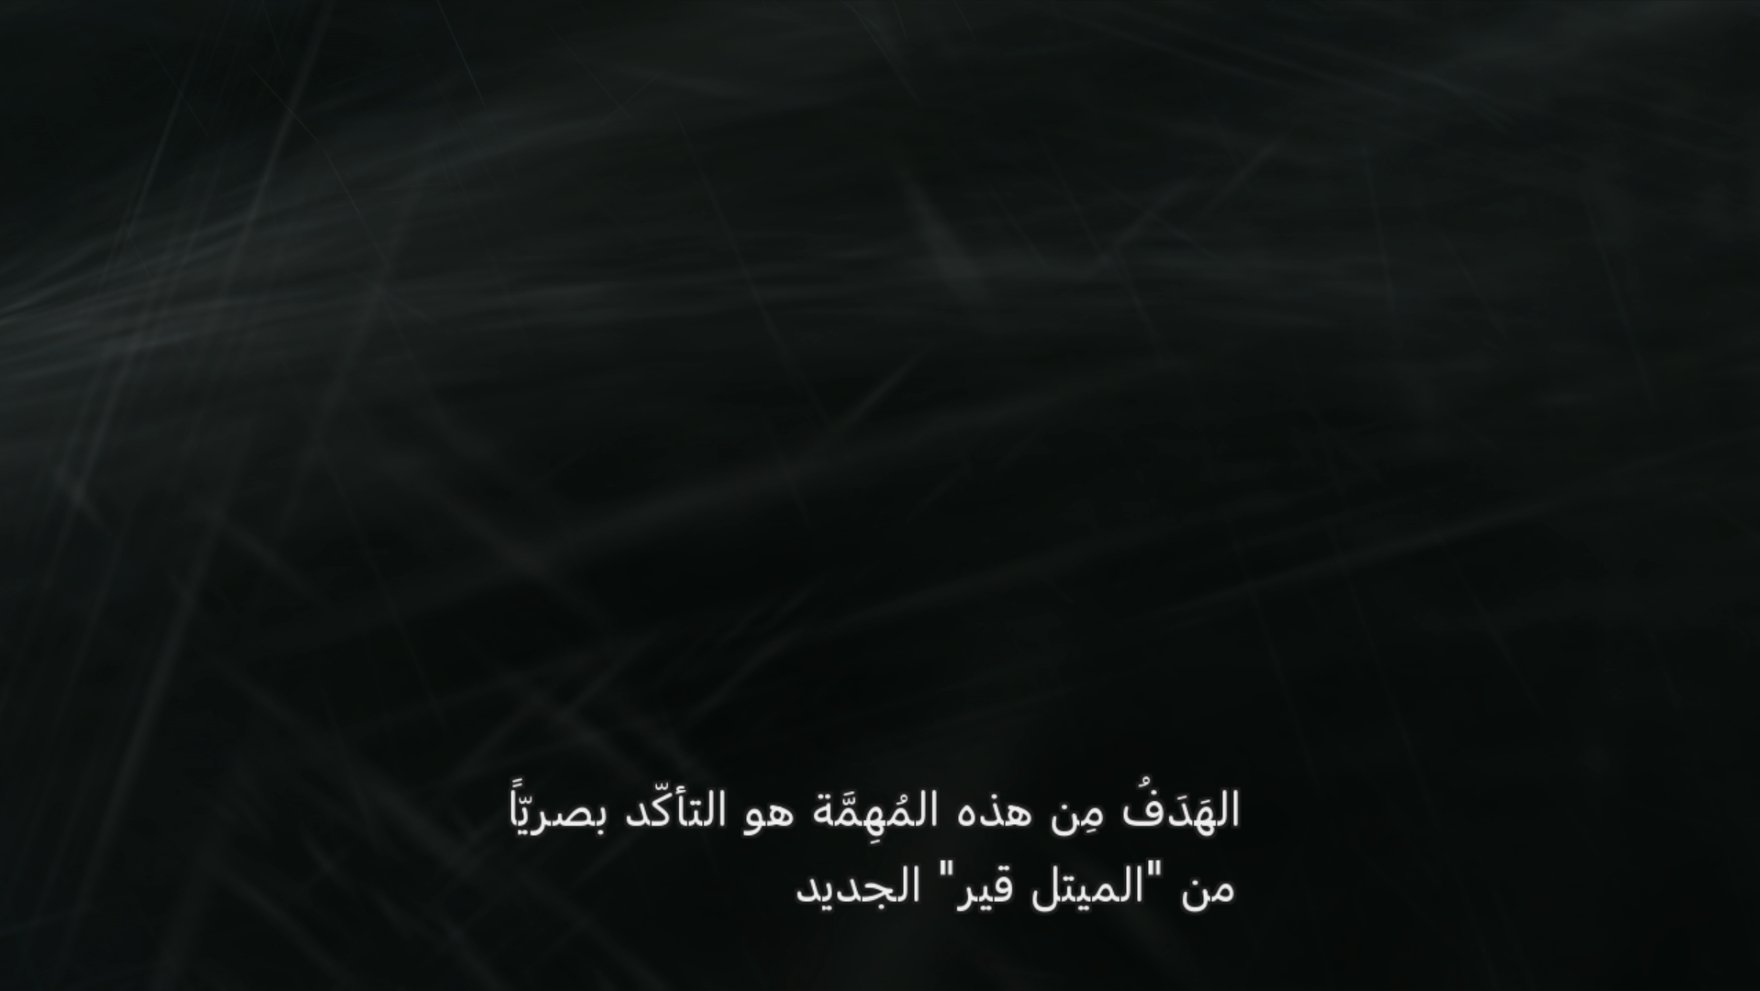 الهَدَفُ مِن هذه المُهِمَّة هو التأكّد بصريّاً
من "الميتل قير" الجديد